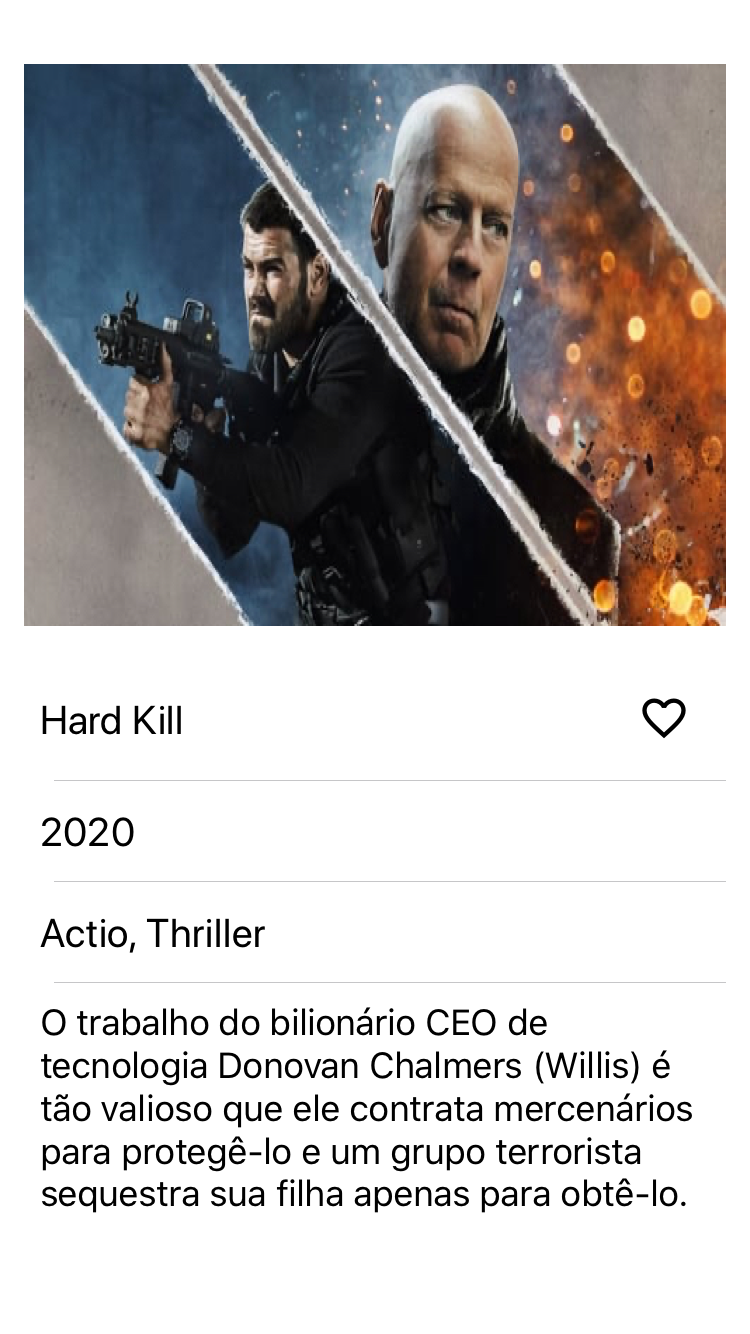 Hard Kill
2020
Actio, Thriller
O trabalho do bilionário CEO de
tecnologia Donovan Chalmers (Willis) é
tão valioso que ele contrata mercenários
para protegê-lo e um grupo terrorista
sequestra sua filha apenas para obtê-lo.